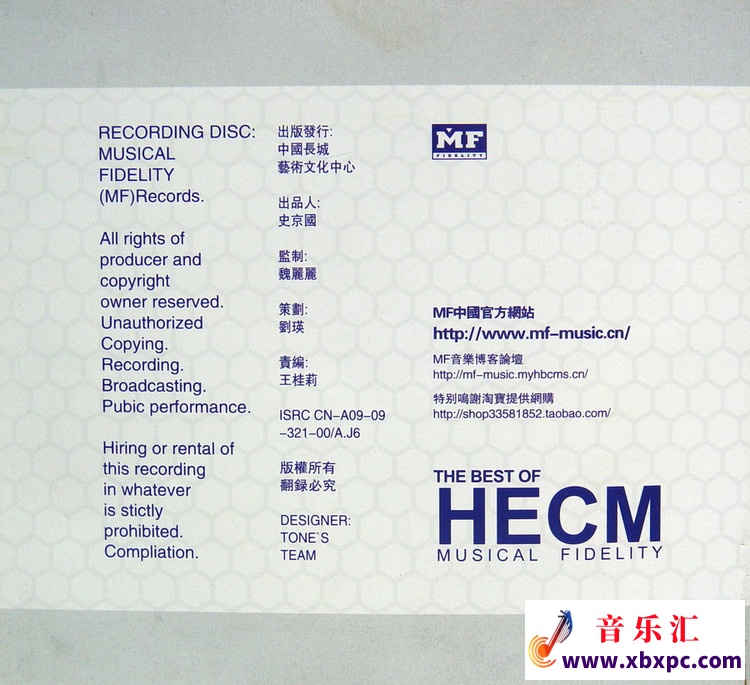 RECORDING DISC:
MUSICAL
FIDELITY
(MF)Records.
All rights of
producer and
copyright
owner reserved.
Unauthorized
Copying.
Recording.
Broadcasting.
Pubic performance.
Hiring or rental of
this recording
in whatever
is stictly
prohibited.
Compliation.
出版發行:
中國長城
藝術文化中心
出品人:
史京國
監制:
魏麗麗
策劃:
劉瑛
責編:
王桂莉
ISRC CN-A09-09
-321-00/A.J6
版權所有
翻録必究
DESIGNER:
TONE`S
TEAM
MF
FIDELITY
MF中國官方網站
http://www.mf-music.cn/
MF音樂博客論壇
http://mf-music.myhbcms.cn/
特别鳴謝淘寶提供網購
http://shop33581852.taobao.com/
THE BEST OF
HECM
MUSICAL FIDELITY
音乐汇
www.xbxpc.com